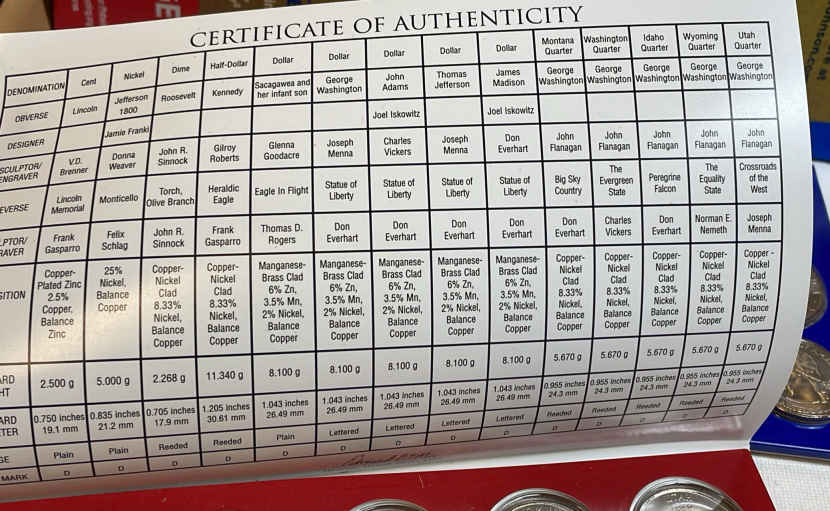 CERTIFICATE OF AUTHENTICITY
DENOMINATION Cent Nickel Dime Half-Dollar Dollar Dollar Dollar Dollar Dollar Montana Quarter Washington Quarter Idaho Quarter Wyoming Quarter Utah Quarter
OBVERSE Lincoln Jefferson 1800 Roosevelt Kennedy Sacagawea and her infant son George Washington John Adams Thomas Jefferson James Madison George Washington George Washington George Washington George Washington George Washington
DESIGNER Jamie Franki Joel Iskowitz Joel Iskowitz
SCULPTOR/ ENGRAVER V.D. Brenner Donna Weaver John R. Sinnock Gilroy Roberts Glenna Goodacre Joseph Menna Charles Vickers Joseph Menna Don Everhart John Flanagan John Flanagan John Flanagan John Flanagan John Flanagan
EVERSE Lincoln Memorial Monticello Torch, Olive Branch Heraldic Eagle Eagle In Flight Statue of Liberty Statue of Liberty Statue of Liberty Statue of Liberty Big Sky Country The Evergreen State Peregrine Falcon The Equality State Crossroads of the West
LPTOR/ RAVER Frank Gasparro Felix Schlag John R. Sinnock Frank Gasparro Thomas D. Rogers Don Everhart Don Everhart Don Everhart Don Everhart Don Everhart Charles Vickers Don Everhart Norman E. Nemeth Joseph Menna
SITION Copper-Plated Zinc 2.5% Copper, Balance Zinc 25% Nickel, Balance Copper Copper-Nickel Clad 8.33% Nickel, Balance Copper Copper-Nickel Clad 8.33% Nickel, Balance Copper Manganese-Brass Clad 6% Zn, 3.5% Mn, 2% Nickel, Balance Copper Manganese-Brass Clad 6% Zn, 3.5% Mn, 2% Nickel, Balance Copper Manganese-Brass Clad 6% Zn, 3.5% Mn, 2% Nickel, Balance Copper Manganese-Brass Clad 6% Zn, 3.5% Mn, 2% Nickel, Balance Copper Manganese-Brass Clad 6% Zn, 3.5% Mn, 2% Nickel, Balance Copper Copper-Nickel Clad 8.33% Nickel, Balance Copper Copper-Nickel Clad 8.33% Nickel, Balance Copper Copper-Nickel Clad 8.33% Nickel, Balance Copper Copper-Nickel Clad 8.33% Nickel, Balance Copper Copper - Nickel Clad 8.33% Nickel, Balance Copper
ARD HT 2.500 g 5.000 g 2.268 g 11.340 g 8.100 g 8.100 g 8.100 g 8.100 g 8.100 g 5.670 g 5.670 g 5.670 g 5.670 g 5.670 g
ARD TER 0.750 inches 19.1 mm 0.835 inches 21.2 mm 0.705 inches 17.9 mm 1.205 inches 30.61 mm 1.043 inches 26.49 mm 1.043 inches 26.49 mm 1.043 inches 26.49 mm 1.043 inches 26.49 mm 1.043 inches 26.49 mm 0.955 inches 24.3 mm 0.955 inches 24.3 mm 0.955 inches 24.3 mm 0.955 inches 24.3 mm 0.955 inches 24.3 mm
GE Plain Plain Reeded Reeded Plain Lettered Lettered Lettered Lettered Reeded Reeded Reeded Reeded Reeded
MARK D D D D D D D D D D D D D D